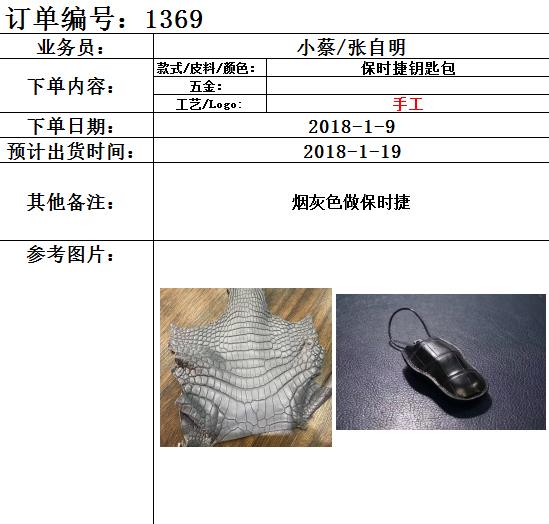 订单编号：1369
业务员：
小蔡/张自明
下单内容：
款式/皮料/颜色：
保时捷钥匙包
五金：
工艺/Logo:
手工
下单日期：
2018-1-9
预计出货时间：
2018-1-19
其他备注：
烟灰色做保时捷
参考图片：